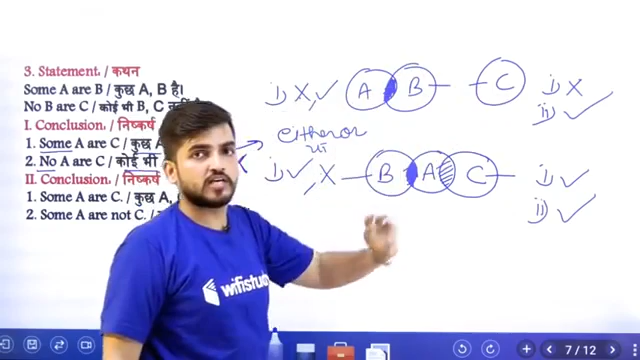 3. Statement. / कथन
Some A are B / कुछ A, B है।
No B are C / कोई भी B, C नहीं है
I. Conclusion. / निष्कर्ष
1. Some A are C / कुछ A
2. No A are C / कोई भी
II. Conclusion. / निष्कर्ष
1. Some A are C / कुछ A,
2. Some A are not C. /
i) X, ✓ A B C i) X
ii) ✓
either or
या
i) ✓, X B A C i) ✓
ii) ✓
wifistudy
7 / 12